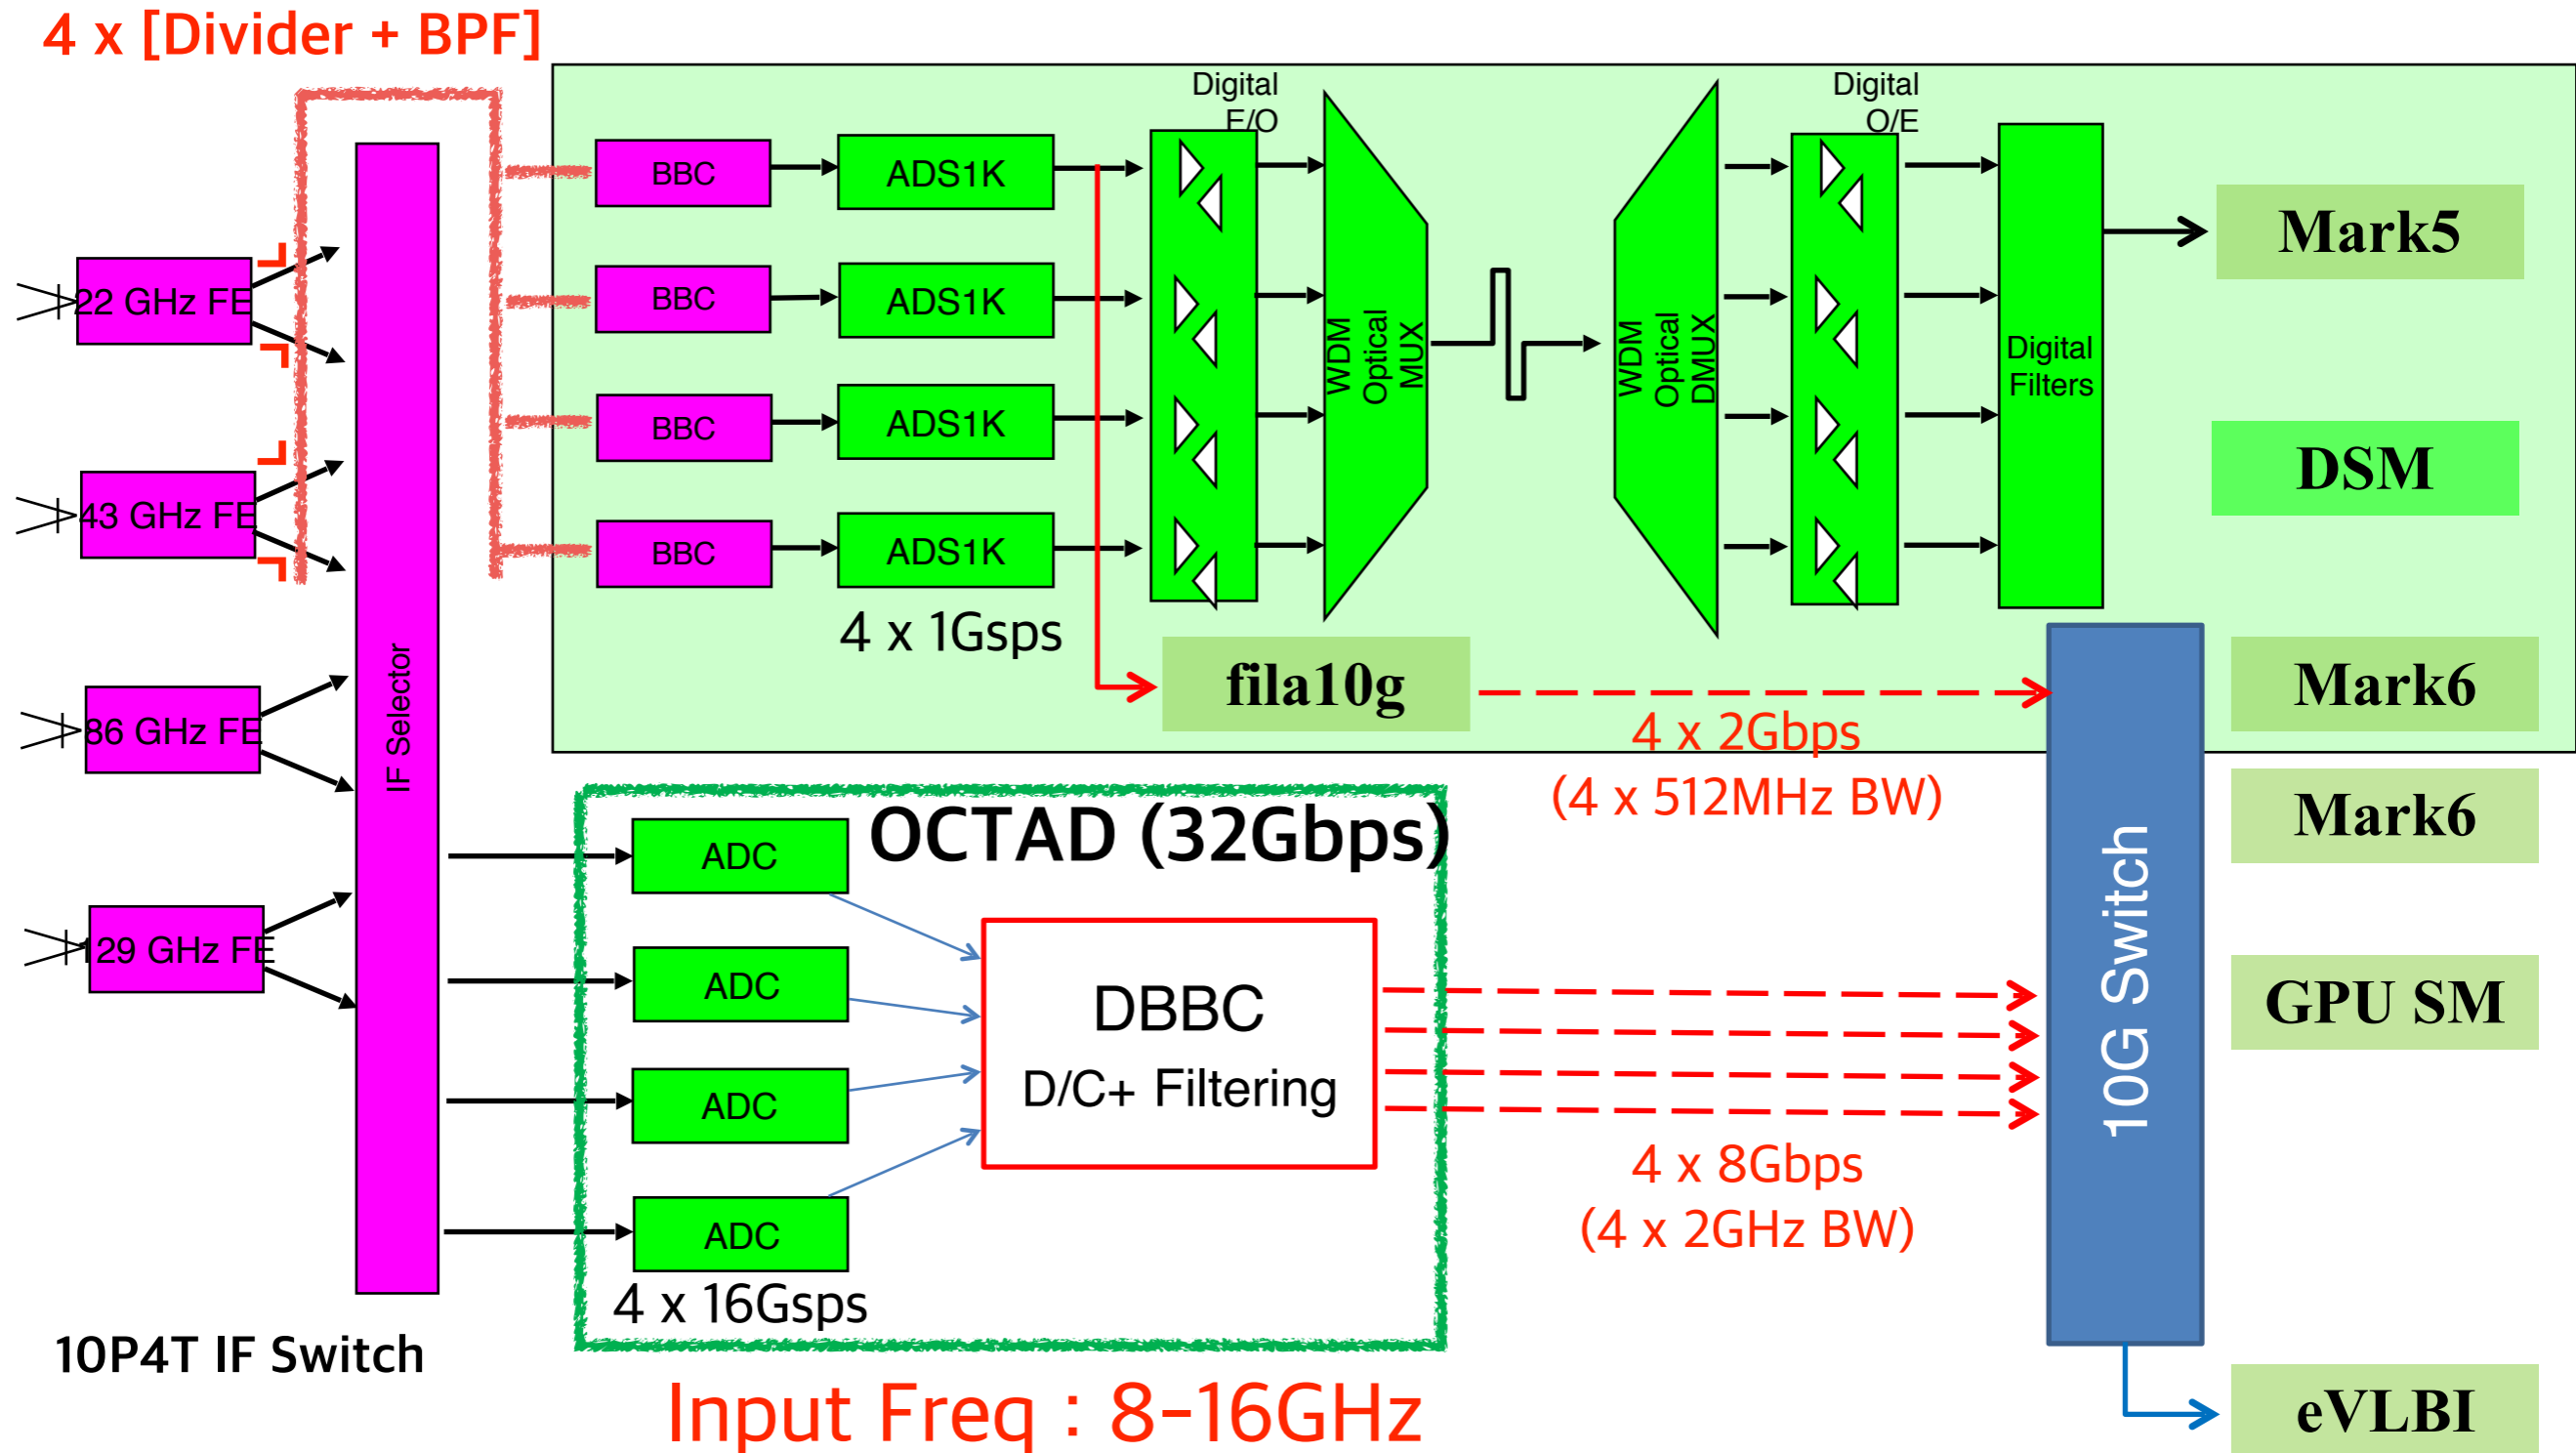 4 x [Divider + BPF]
Digital
E/O
Digital
O/E
BBC
ADS1K
BBC
ADS1K
BBC
ADS1K
BBC
ADS1K
4 x 1Gsps
WDM
Optical
MUX
WDM
Optical
DMUX
Digital
Filters
Mark5
DSM
Mark6
fila10g
4 x 2Gbps
(4 x 512MHz BW)
22 GHz FE
43 GHz FE
86 GHz FE
129 GHz FE
IF Selector
10P4T IF Switch
OCTAD (32Gbps)
ADC
ADC
ADC
ADC
4 x 16Gsps
DBBC
D/C+ Filtering
4 x 8Gbps
(4 x 2GHz BW)
Input Freq : 8-16GHz
10G Switch
Mark6
GPU SM
eVLBI